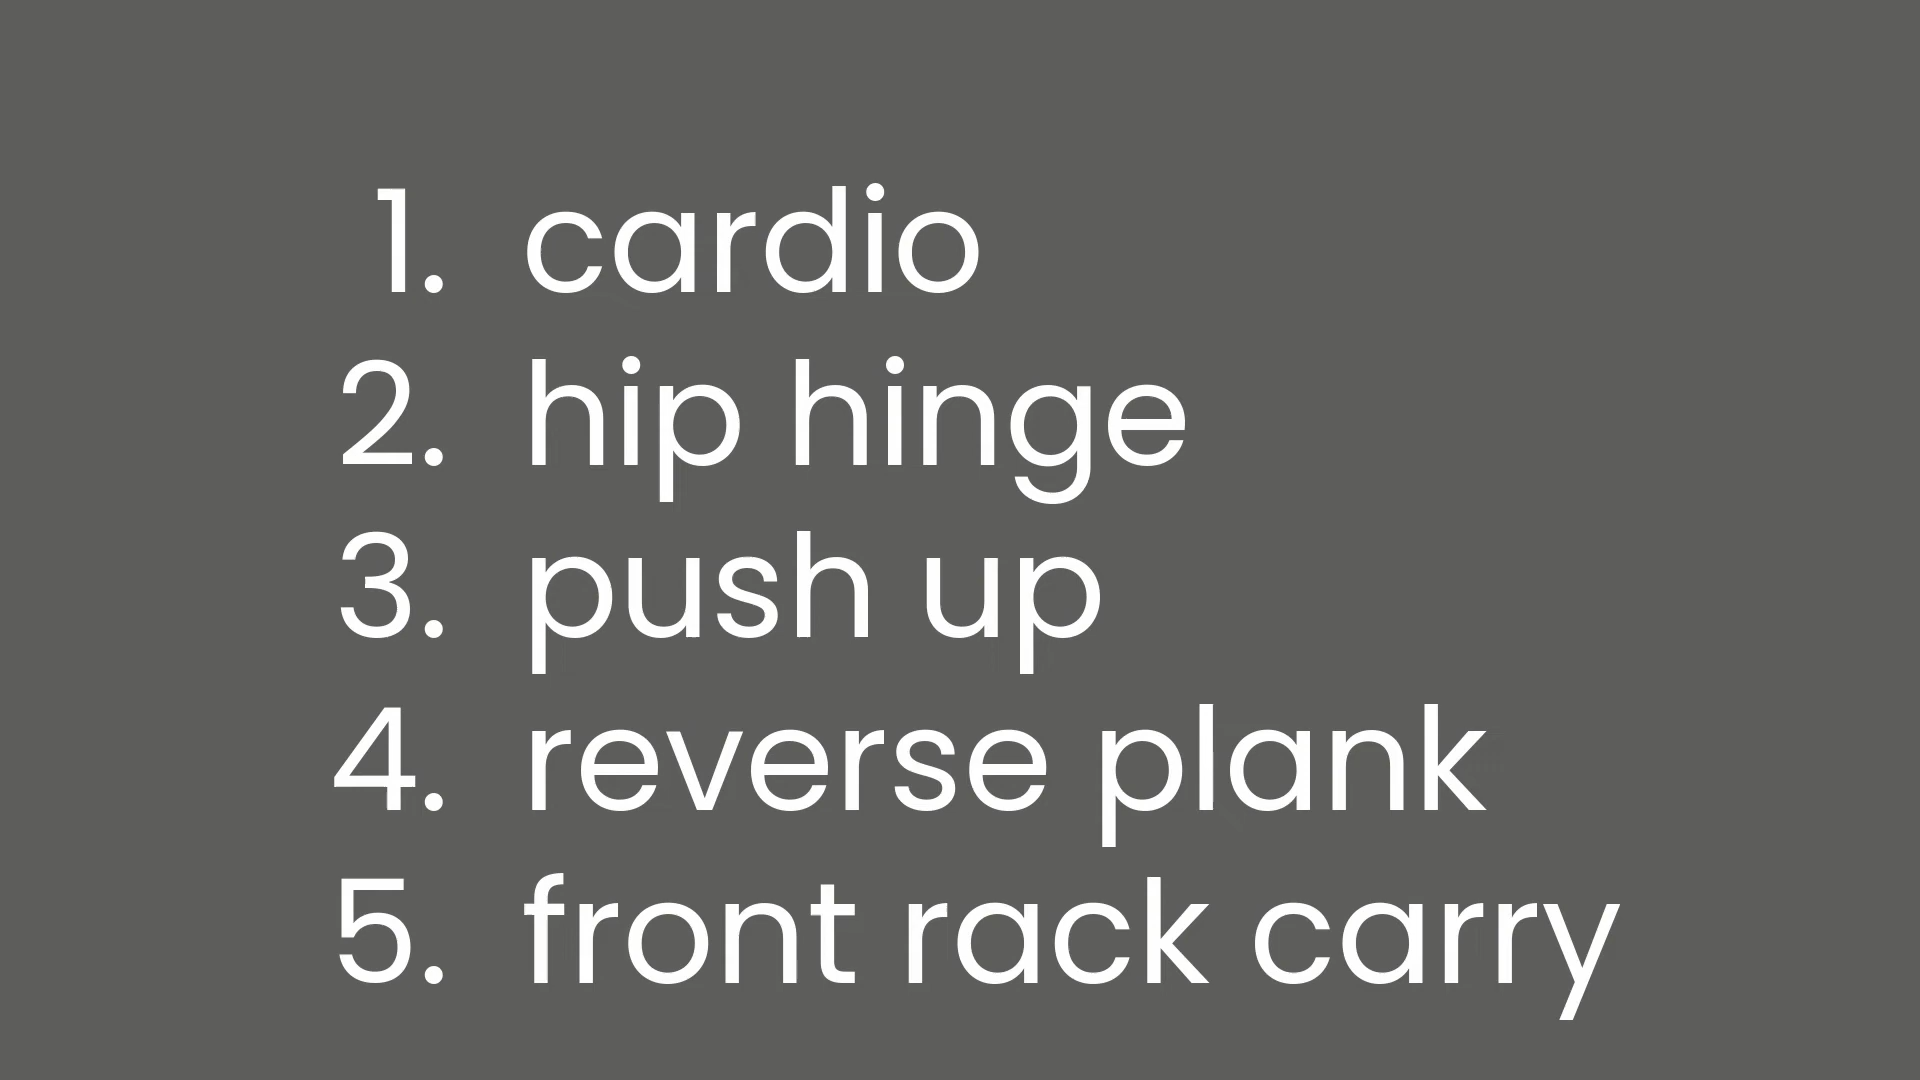 1. cardio
2. hip hinge
3. push up
4. reverse plank
5. front rack carry